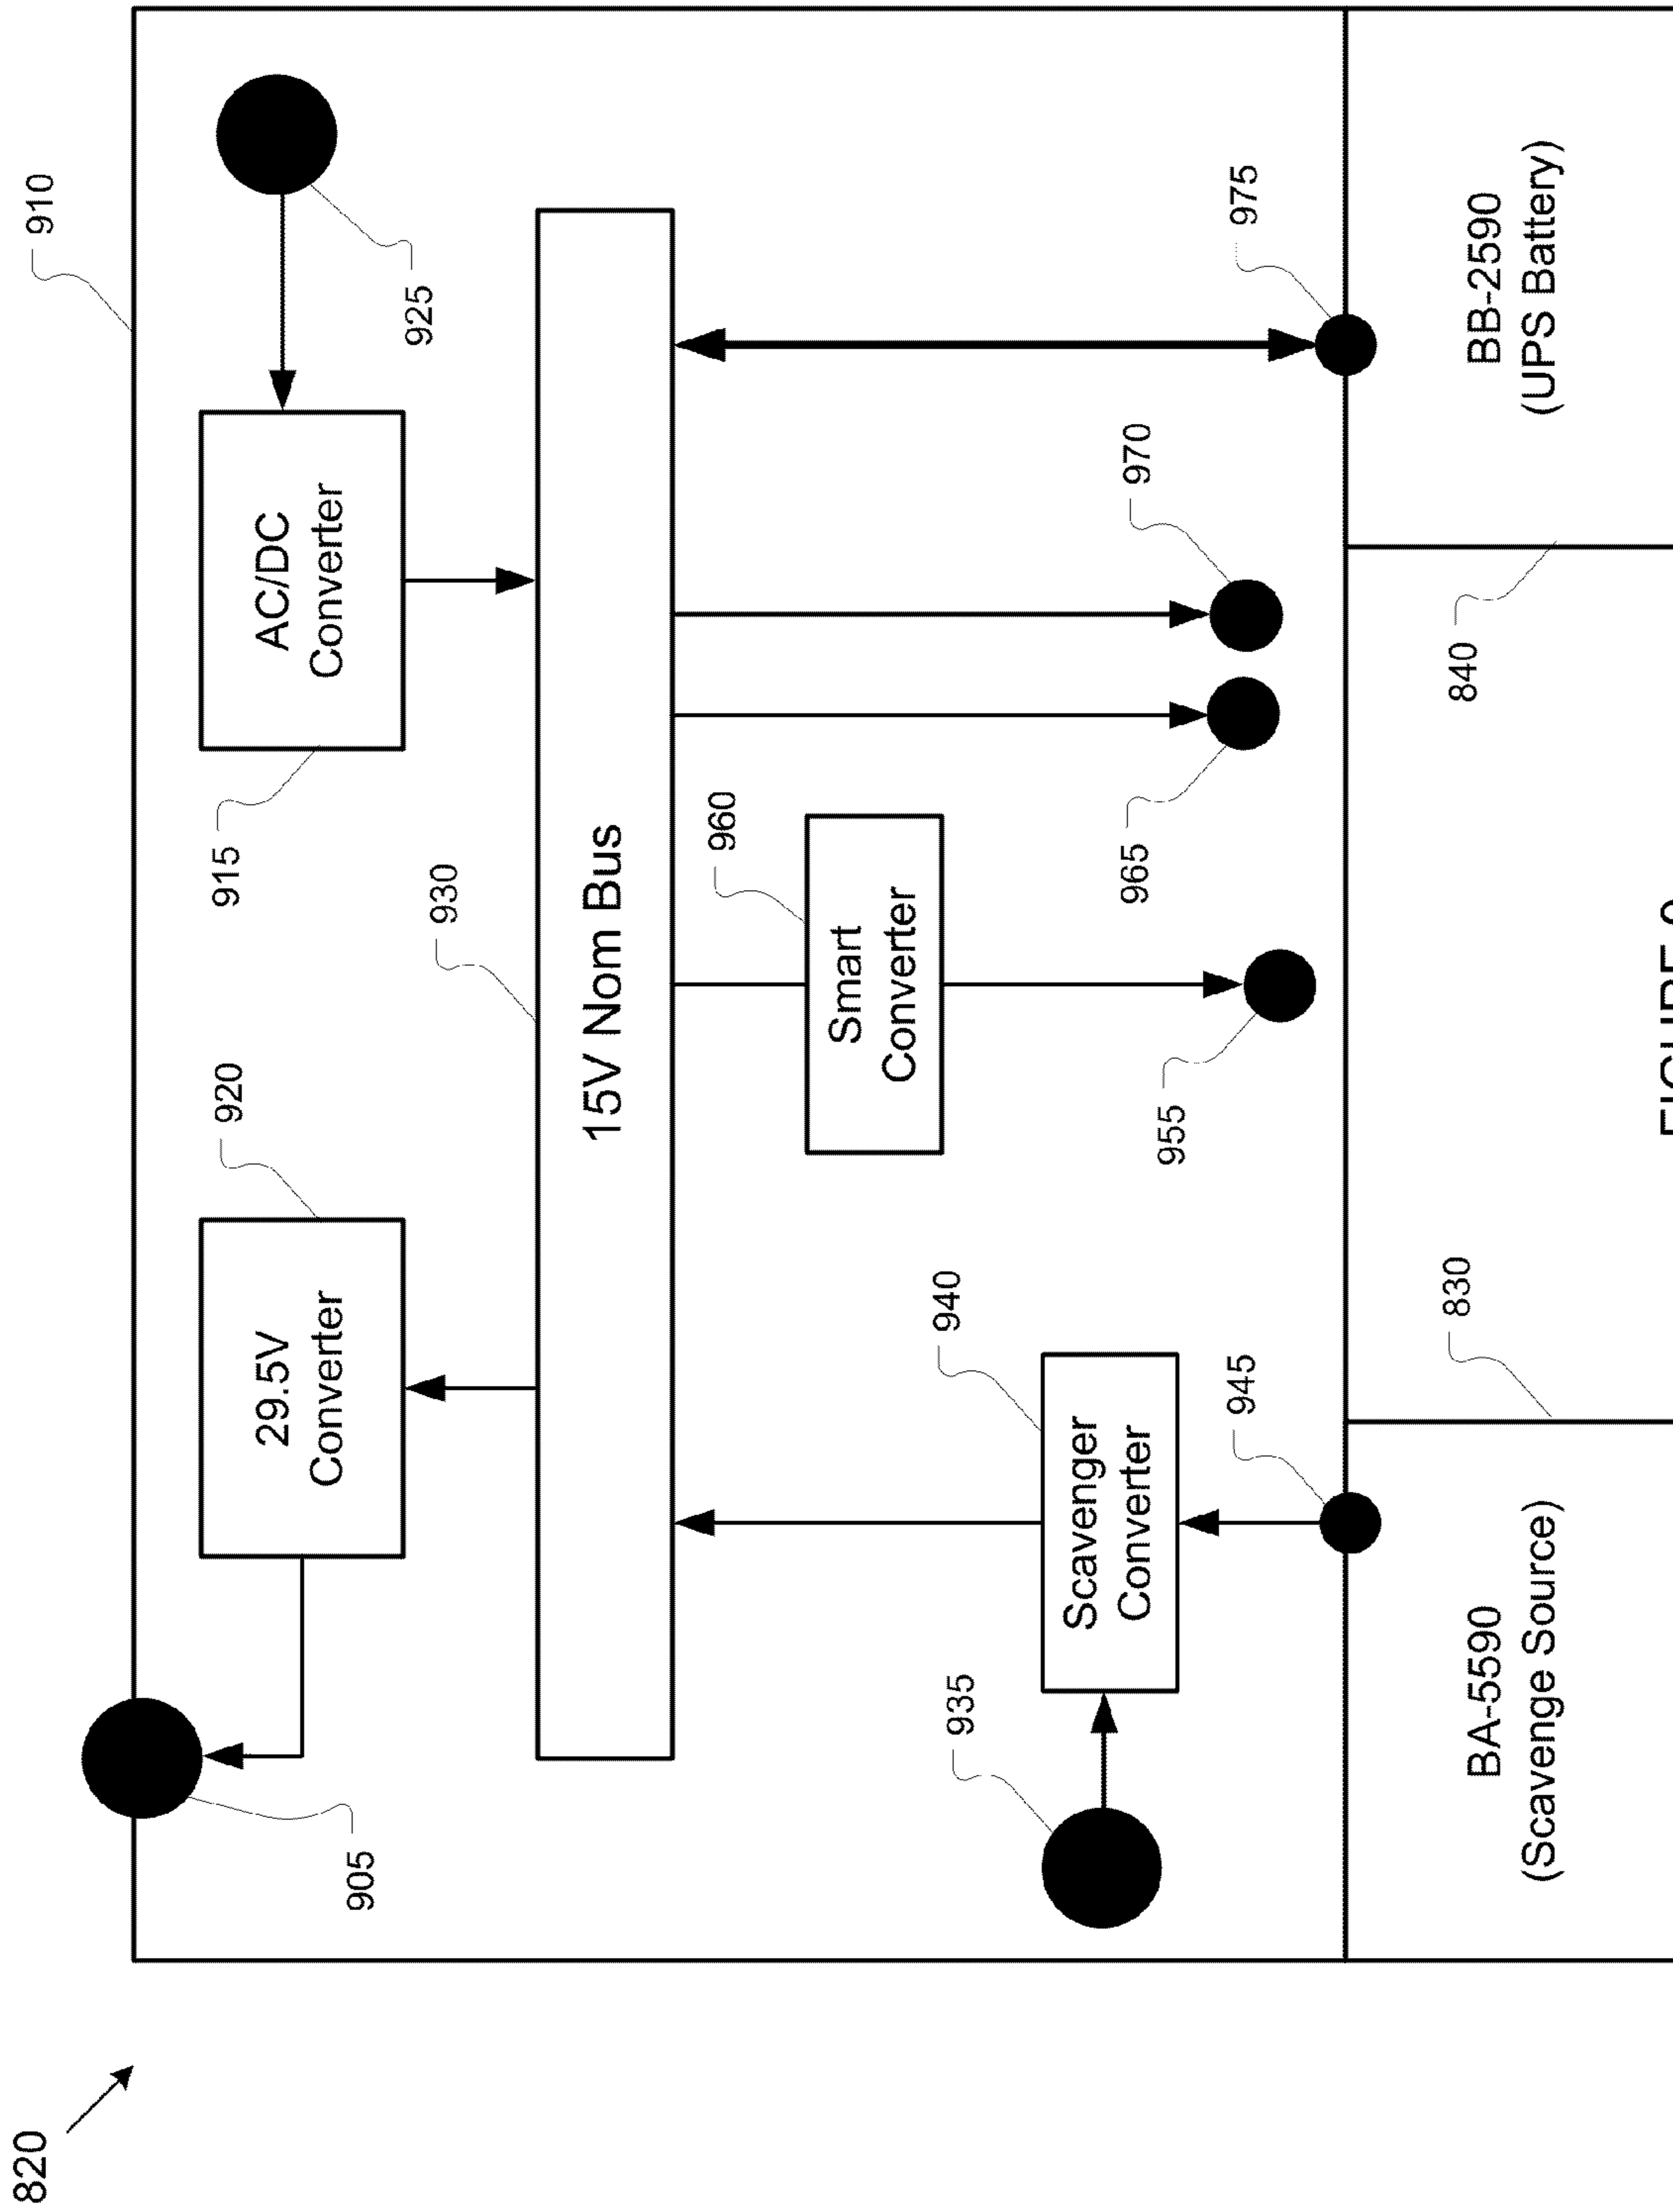 820
910
920
915
29.5V
Converter
AC/DC
Converter
905
925
930
15V Nom Bus
960
Smart
Converter
940
935
Scavenger
Converter
965
970
955
945
975
830
840
BA-5590
(Scavenge Source)
BB-2590
(UPS Battery)
FIGURE